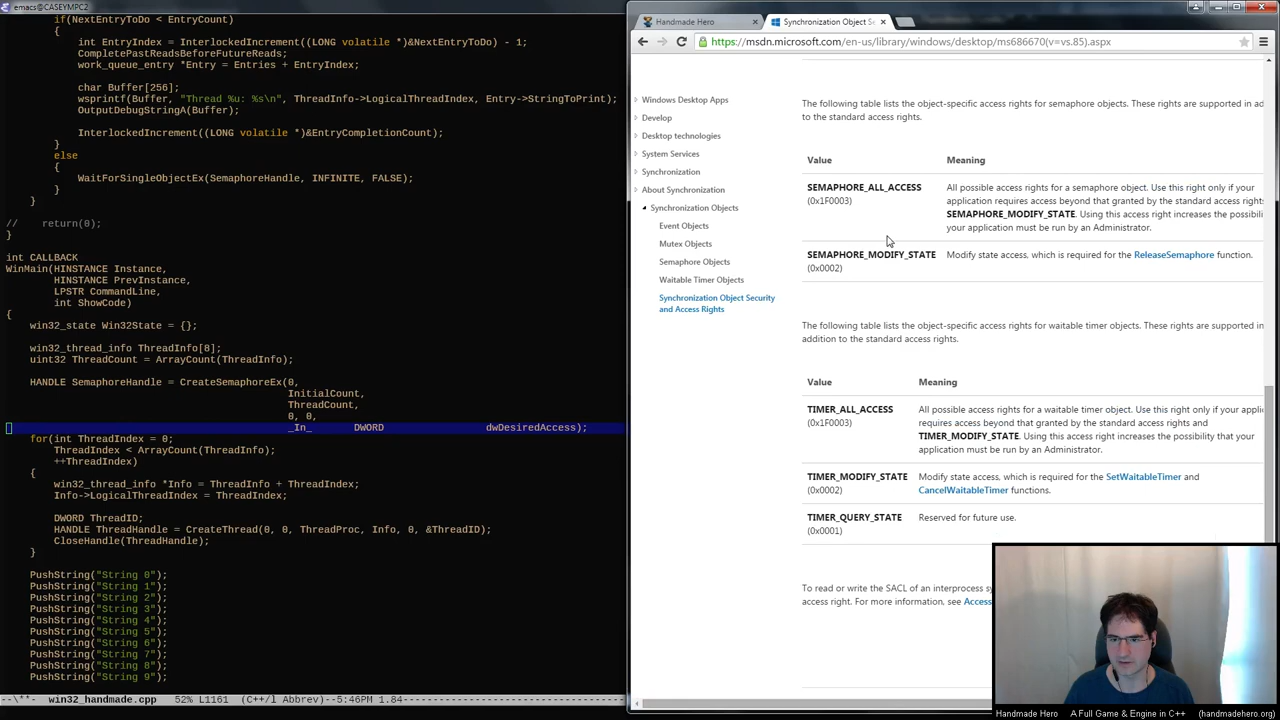 emacs@CASEYMPC2
if(NextEntryToDo < EntryCount)
{
int EntryIndex = InterlockedIncrement((LONG volatile *)&NextEntryToDo) - 1;
CompletePastReadsBeforeFutureReads;
work_queue_entry *Entry = Entries + EntryIndex;
char Buffer[256];
wsprintf(Buffer, "Thread %u: %s\n", ThreadInfo->LogicalThreadIndex, Entry->StringToPrint);
OutputDebugStringA(Buffer);
InterlockedIncrement((LONG volatile *)&EntryCompletionCount);
}
else
{
WaitForSingleObjectEx(SemaphoreHandle, INFINITE, FALSE);
}
}
// return(0);
}
int CALLBACK
WinMain(HINSTANCE Instance,
HINSTANCE PrevInstance,
LPSTR CommandLine,
int ShowCode)
{
win32_state Win32State = {};
win32_thread_info ThreadInfo[8];
uint32 ThreadCount = ArrayCount(ThreadInfo);
HANDLE SemaphoreHandle = CreateSemaphoreEx(0,
InitialCount,
ThreadCount,
0, 0,
_In_ DWORD dwDesiredAccess);
for(int ThreadIndex = 0;
ThreadIndex < ArrayCount(ThreadInfo);
++ThreadIndex)
{
win32_thread_info *Info = ThreadInfo + ThreadIndex;
Info->LogicalThreadIndex = ThreadIndex;
DWORD ThreadID;
HANDLE ThreadHandle = CreateThread(0, 0, ThreadProc, Info, 0, &ThreadID);
CloseHandle(ThreadHandle);
}
PushString("String 0");
PushString("String 1");
PushString("String 2");
PushString("String 3");
PushString("String 4");
PushString("String 5");
PushString("String 6");
PushString("String 7");
PushString("String 8");
PushString("String 9");
--\**- win32_handmade.cpp 52% L1161 (C++/l Abbrev)--5:46PM 1.84
Handmade Hero
Synchronization Object Se
https://msdn.microsoft.com/en-us/library/windows/desktop/ms686670(v=vs.85).aspx
Windows Desktop Apps
Develop
Desktop technologies
System Services
Synchronization
About Synchronization
Synchronization Objects
Event Objects
Mutex Objects
Semaphore Objects
Waitable Timer Objects
Synchronization Object Security
and Access Rights
The following table lists the object-specific access rights for semaphore objects. These rights are supported in ad
to the standard access rights.
Value Meaning
SEMAPHORE_ALL_ACCESS All possible access rights for a semaphore object. Use this right only if your
(0x1F0003) application requires access beyond that granted by the standard access rights
SEMAPHORE_MODIFY_STATE. Using this access right increases the possibili
your application must be run by an Administrator.
SEMAPHORE_MODIFY_STATE Modify state access, which is required for the ReleaseSemaphore function.
(0x0002)
The following table lists the object-specific access rights for waitable timer objects. These rights are supported in
addition to the standard access rights.
Value Meaning
TIMER_ALL_ACCESS All possible access rights for a waitable timer object. Use this right only if your
(0x1F0003) application requires access beyond that granted by the standard access rights and
TIMER_MODIFY_STATE. Using this access right increases the possibility that your
application must be run by an Administrator.
TIMER_MODIFY_STATE Modify state access, which is required for the SetWaitableTimer and
(0x0002) CancelWaitableTimer functions.
TIMER_QUERY_STATE Reserved for future use.
(0x0001)
To read or write the SACL of an interprocess sy
access right. For more information, see Access
Handmade Hero A Full Game & Engine in C++ (handmadehero.org)